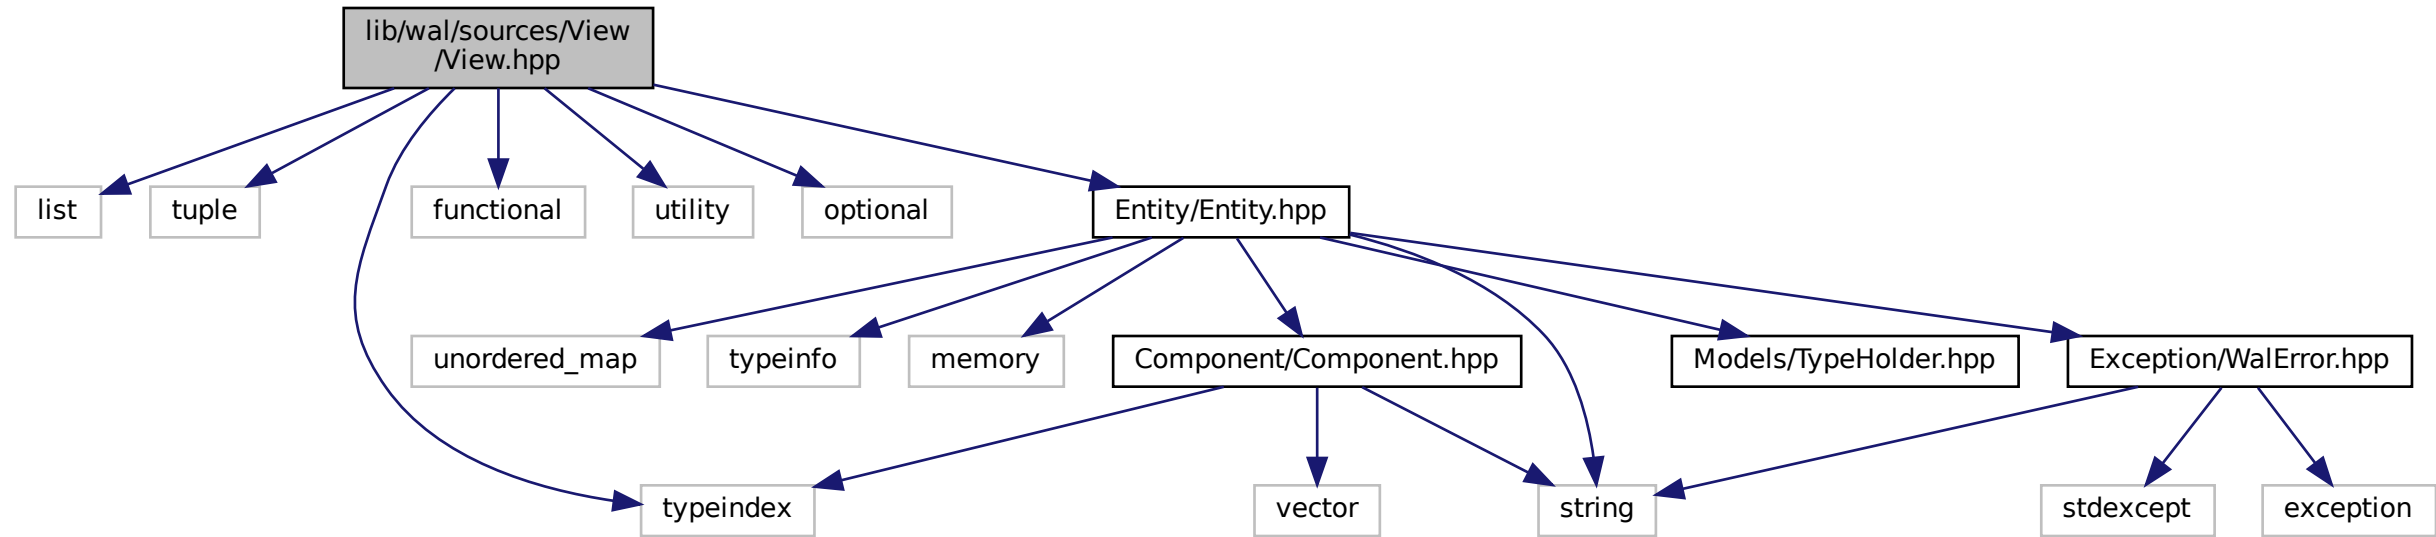 lib/wal/sources/View
/View.hpp
list
tuple
functional
utility
optional
Entity/Entity.hpp
unordered_map
typeinfo
memory
Component/Component.hpp
Models/TypeHolder.hpp
Exception/WalError.hpp
typeindex
vector
string
stdexcept
exception